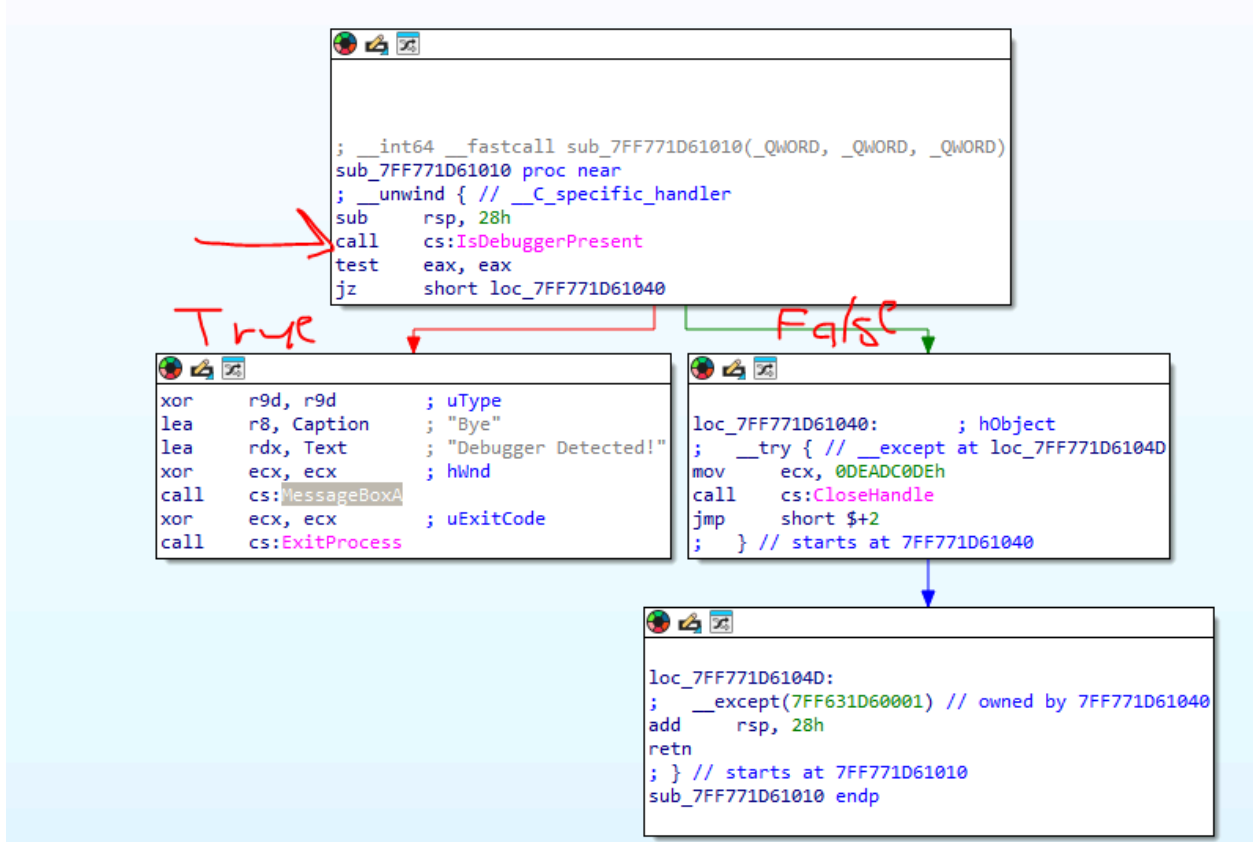 ; __int64 __fastcall sub_7FF771D61010(_QWORD, _QWORD, _QWORD)
sub_7FF771D61010 proc near
; __unwind { // __C_specific_handler
sub rsp, 28h
call cs:IsDebuggerPresent
test eax, eax
jz short loc_7FF771D61040
True
False
xor r9d, r9d ; uType
lea r8, Caption ; "Bye"
lea rdx, Text ; "Debugger Detected!"
xor ecx, ecx ; hWnd
call cs:MessageBoxA
xor ecx, ecx ; uExitCode
call cs:ExitProcess
loc_7FF771D61040: ; hObject
; __try { // __except at loc_7FF771D6104D
mov ecx, 0DEADC0DEh
call cs:CloseHandle
jmp short $+2
; } // starts at 7FF771D61040
loc_7FF771D6104D:
; __except(7FF631D60001) // owned by 7FF771D61040
add rsp, 28h
retn
; } // starts at 7FF771D61010
sub_7FF771D61010 endp